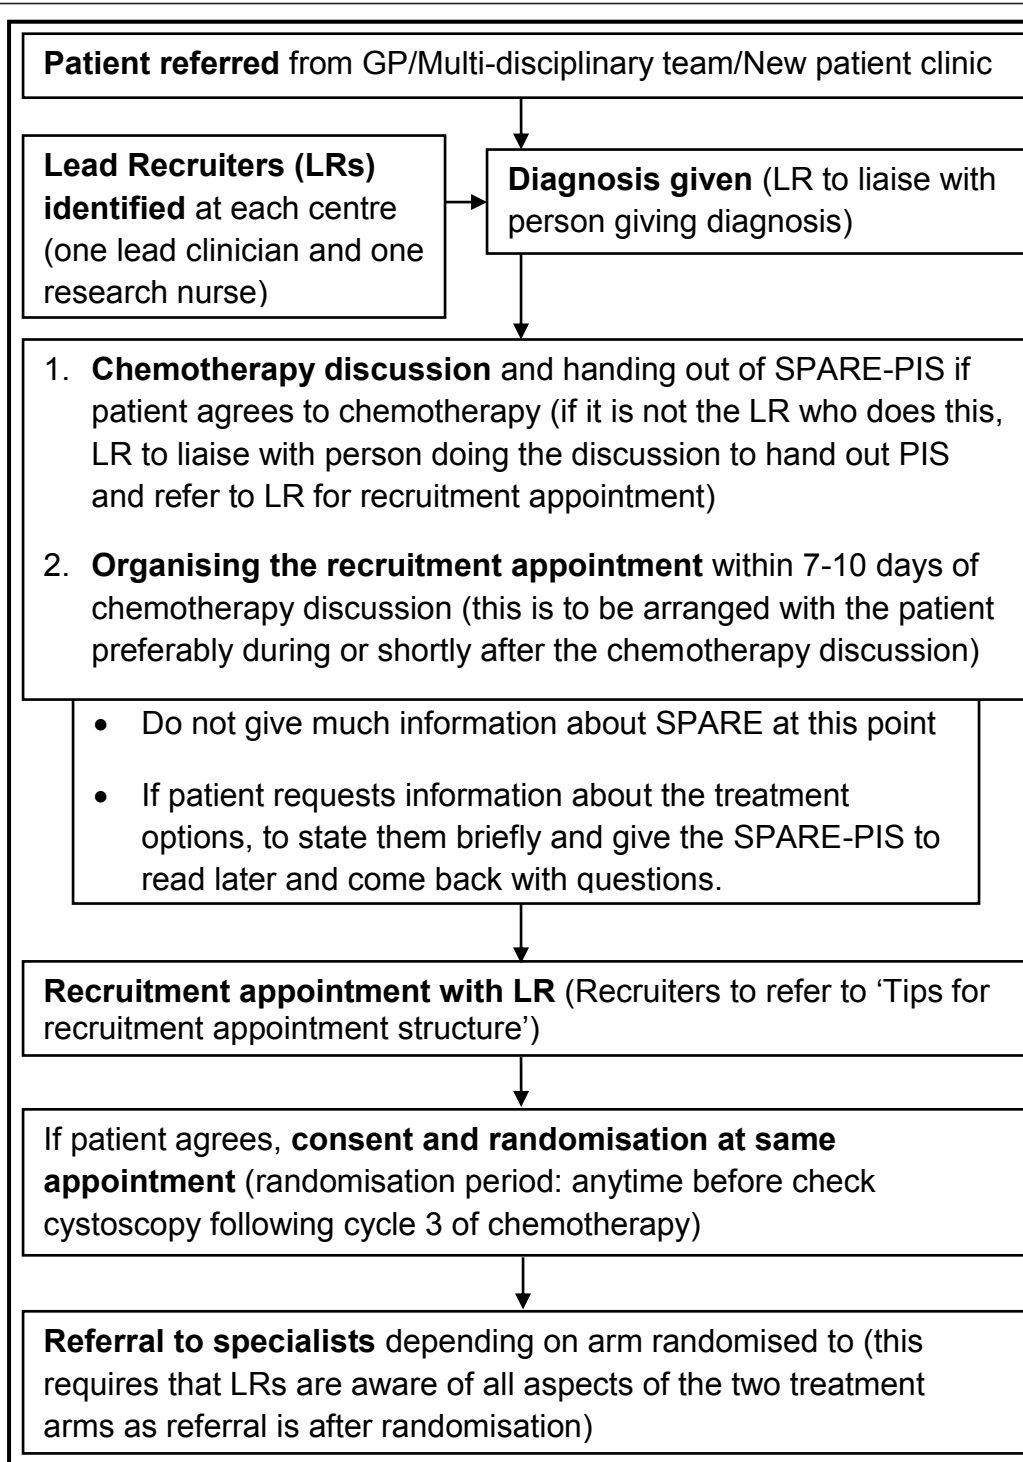 Patient referred from GP/Multi-disciplinary team/New patient clinic
Lead Recruiters (LRs)
identified at each centre
(one lead clinician and one
research nurse)
Diagnosis given (LR to liaise with
person giving diagnosis)
1. Chemotherapy discussion and handing out of SPARE-PIS if
patient agrees to chemotherapy (if it is not the LR who does this,
LR to liaise with person doing the discussion to hand out PIS
and refer to LR for recruitment appointment)
2. Organising the recruitment appointment within 7-10 days of
chemotherapy discussion (this is to be arranged with the patient
preferably during or shortly after the chemotherapy discussion)
• Do not give much information about SPARE at this point
• If patient requests information about the treatment
options, to state them briefly and give the SPARE-PIS to
read later and come back with questions.
Recruitment appointment with LR (Recruiters to refer to ‘Tips for
recruitment appointment structure’)
If patient agrees, consent and randomisation at same
appointment (randomisation period: anytime before check
cystoscopy following cycle 3 of chemotherapy)
Referral to specialists depending on arm randomised to (this
requires that LRs are aware of all aspects of the two treatment
arms as referral is after randomisation)